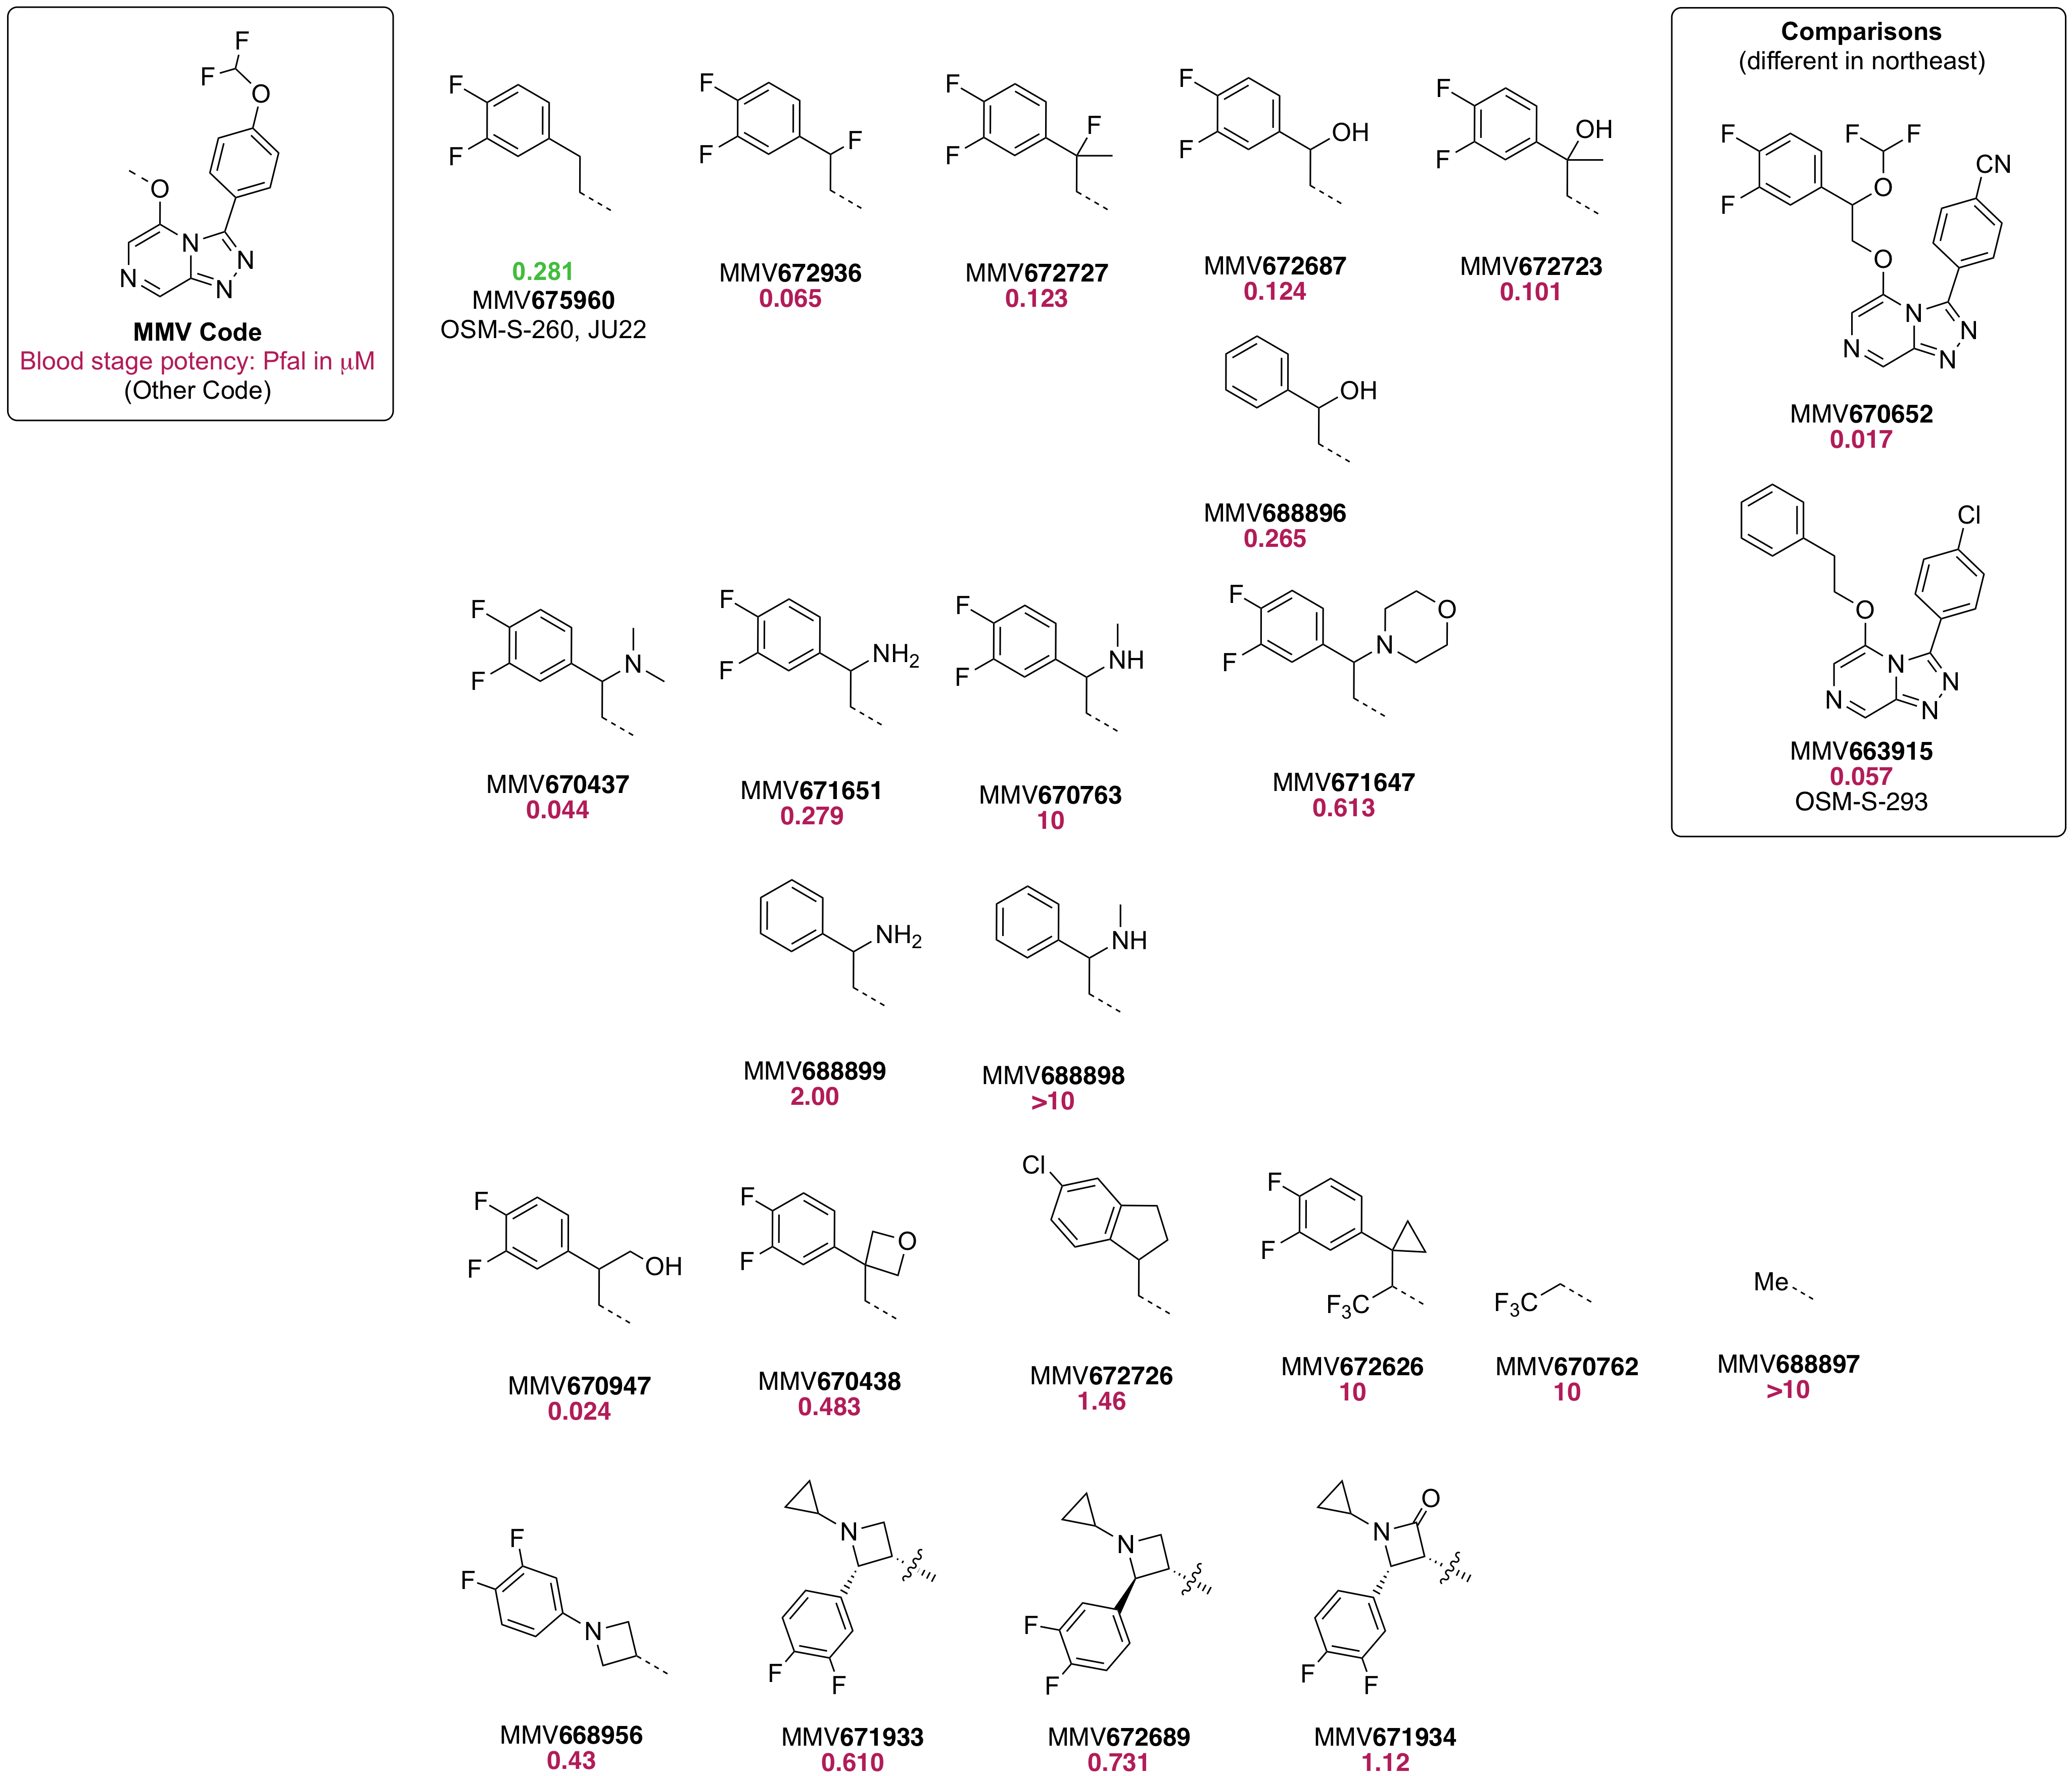 F
F
O
O
N
N
N
N
MMV Code
Blood stage potency: Pfal in μM
(Other Code)
F
F
0.281
MMV675960
OSM-S-260, JU22
F
F
F
MMV672936
0.065
F
F
F
MMV672727
0.123
F
F
OH
MMV672687
0.124
F
F
OH
MMV672723
0.101
OH
MMV688896
0.265
Comparisons
(different in northeast)
F
F
F
F
O
CN
O
N
N
N
N
MMV670652
0.017
Cl
O
N
N
N
N
MMV663915
0.057
OSM-S-293
F
F
N
MMV670437
0.044
F
F
NH2
MMV671651
0.279
F
F
NH
MMV670763
10
F
F
N
O
MMV671647
0.613
NH2
MMV688899
2.00
NH
MMV688898
>10
F
F
OH
MMV670947
0.024
F
F
O
MMV670438
0.483
Cl
MMV672726
1.46
F
F
F3C
MMV672626
10
F3C
MMV670762
10
Me
MMV688897
>10
F
F
N
MMV668956
0.43
N
F
F
MMV671933
0.610
N
F
F
MMV672689
0.731
O
N
F
F
MMV671934
1.12